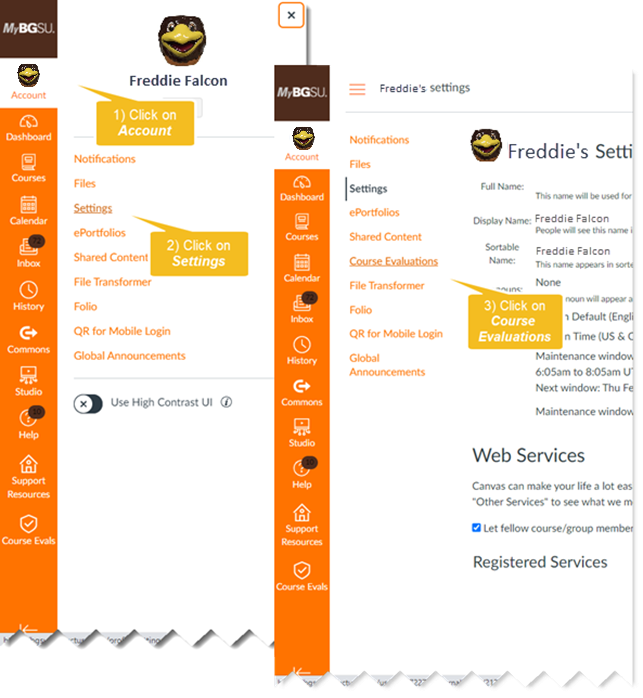 MyBGSU.
Account
Dashboard
Courses
Calendar
72
Inbox
History
Commons
Studio
10
Help
Support
Resources
Course Evals
×
Freddie Falcon
1) Click on
Account
Notifications
Files
Settings
ePortfolios
Shared Content
File Transformer
Folio
QR for Mobile Login
Global Announcements
2) Click on
Settings
Use High Contrast UI
MyBGSU.
Account
Dashboard
Courses
Calendar
72
Inbox
History
Commons
Studio
10
Help
Support
Resources
Course Evals
Freddie's settings
Notifications
Files
Settings
ePortfolios
Shared Content
Course Evaluations
File Transformer
Folio
QR for Mobile Login
Global
Announcements
3) Click on
Course
Evaluations
Freddie's Setti
Full Name:
This name will be used for
Display Name: Freddie Falcon
People will see this name i
Sortable
Name:
Freddie Falcon
This name appears in sorte
None
noun will appear a
n Default (Engli
n Time (US & C
Maintenance window
6:05am to 8:05am UT
Next window: Thu Fe
Maintenance window
Web Services
Canvas can make your life a lot eas
"Other Services" to see what we m
Let fellow course/group member
Registered Services